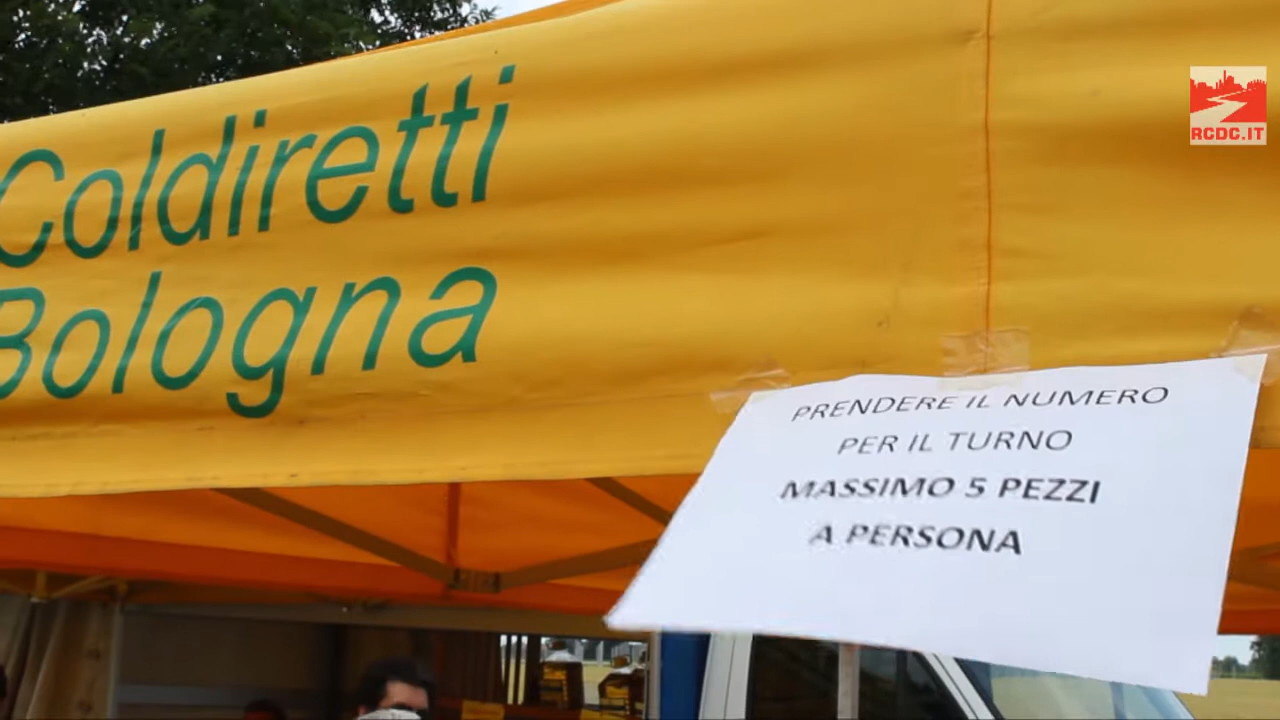 Coldiretti
Bologna
RCDC.IT
PRENDERE IL NUMERO
PER IL TURNO
MASSIMO 5 PEZZI
A PERSONA